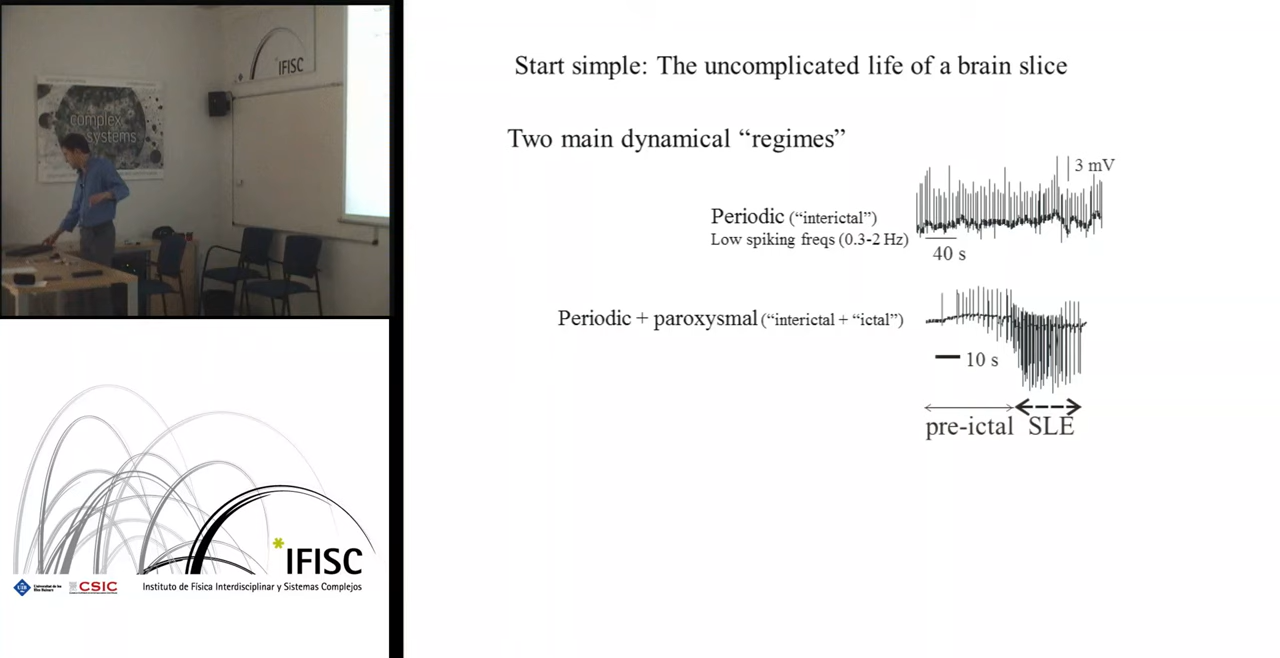 IFISC
complex
systems
Start simple: The uncomplicated life of a brain slice
Two main dynamical “regimes”
3 mV
Periodic (“interictal”)
Low spiking freqs (0.3-2 Hz)
40 s
Periodic + paroxysmal (“interictal + “ictal”)
10 s
pre-ictal SLE
*IFISC
CSIC
Instituto de Física Interdisciplinar y Sistemas Complejos